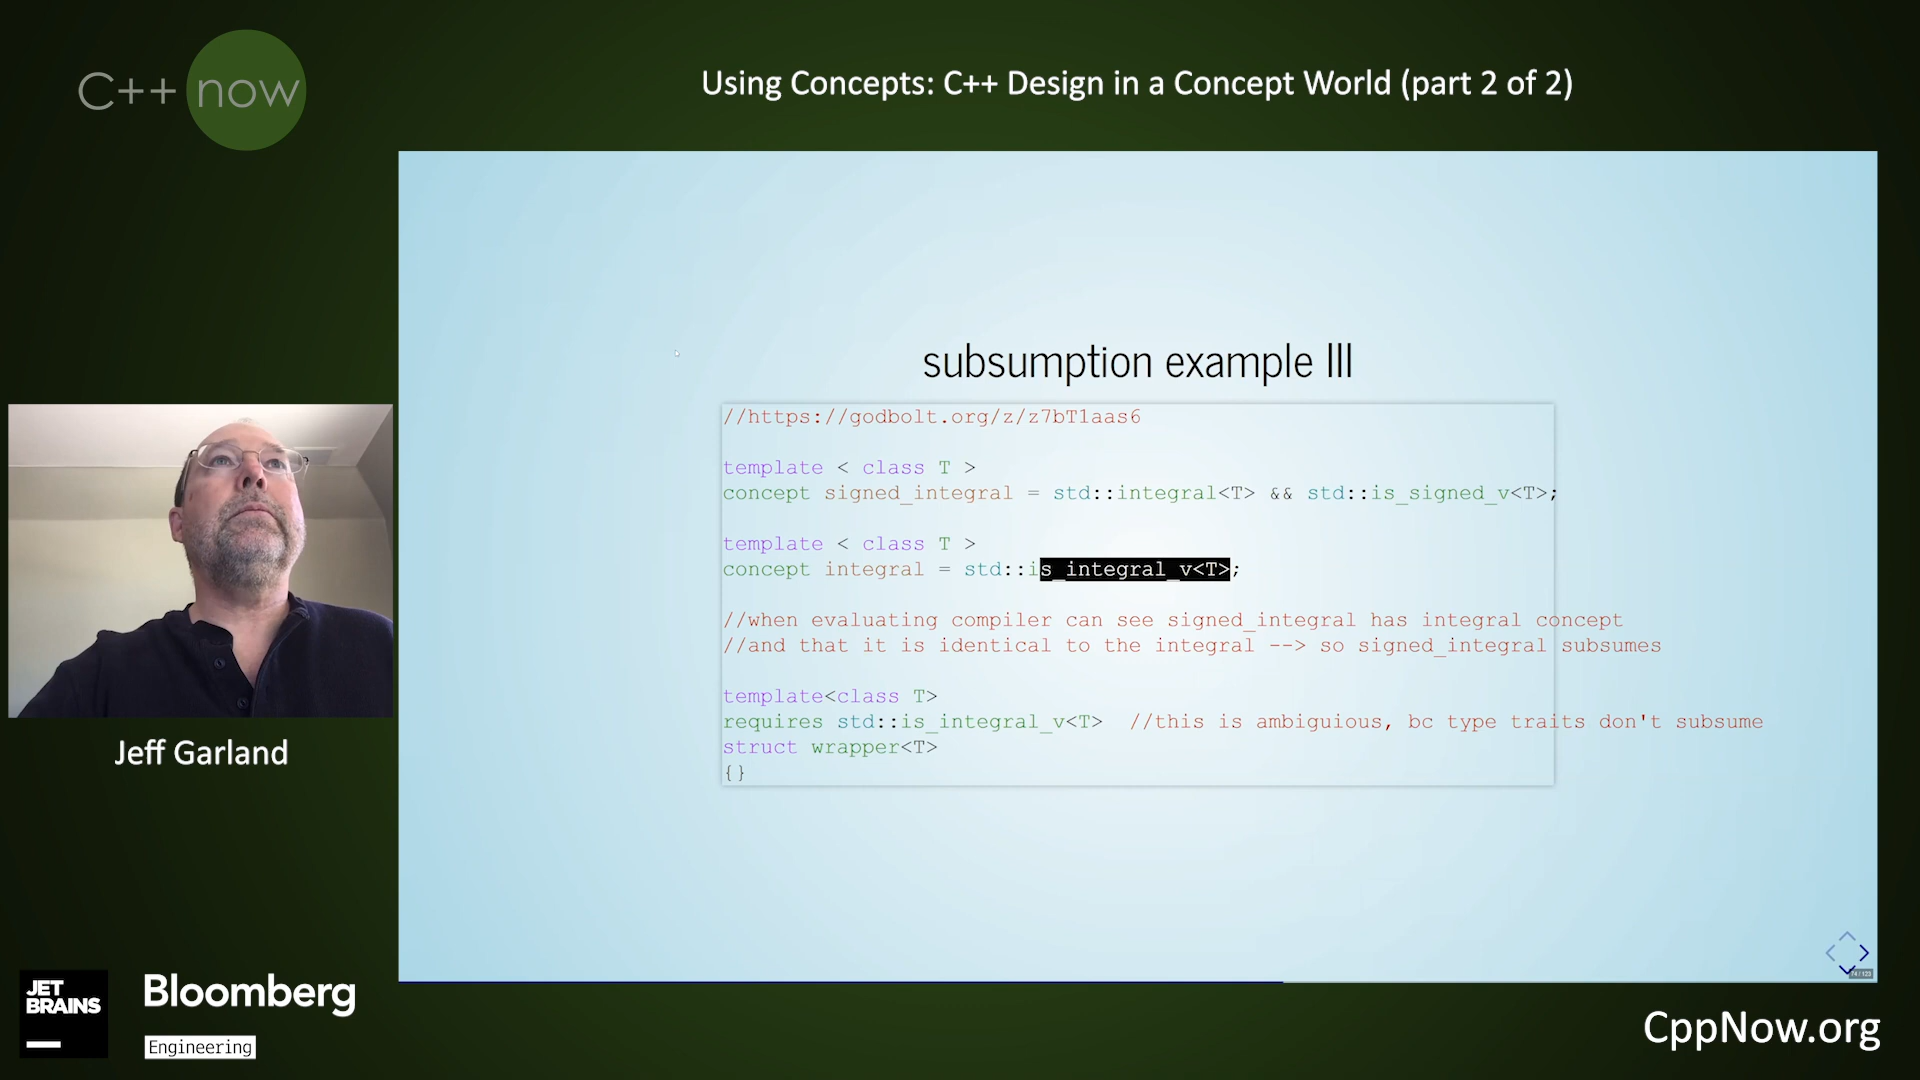 C++ now
Using Concepts: C++ Design in a Concept World (part 2 of 2)
subsumption example III
//https://godbolt.org/z/z7bT1aas6
template < class T >
concept signed_integral = std::integral<T> && std::is_signed_v<T>;
template < class T >
concept integral = std::is_integral_v<T>;
//when evaluating compiler can see signed_integral has integral concept
//and that it is identical to the integral --> so signed_integral subsumes
template<class T>
requires std::is_integral_v<T>  //this is ambiguious, bc type traits don't subsume
struct wrapper<T>
{}
Jeff Garland
74 / 123
JET
BRAINS
Bloomberg
Engineering
CppNow.org